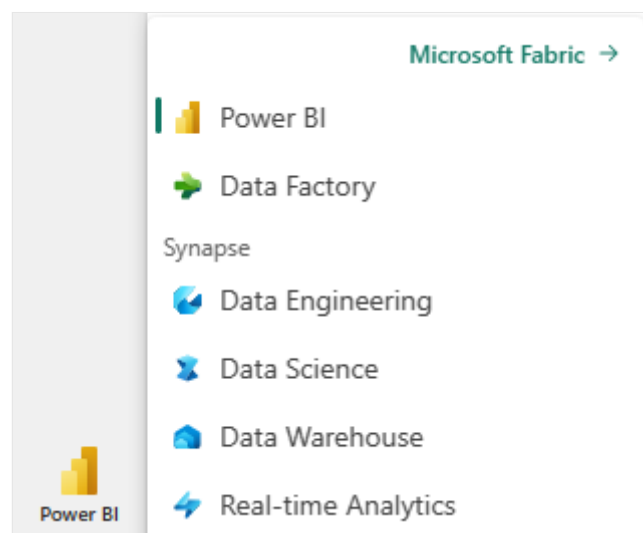 Microsoft Fabric →
Power BI
Data Factory
Synapse
Data Engineering
Data Science
Data Warehouse
Real-time Analytics
Power BI